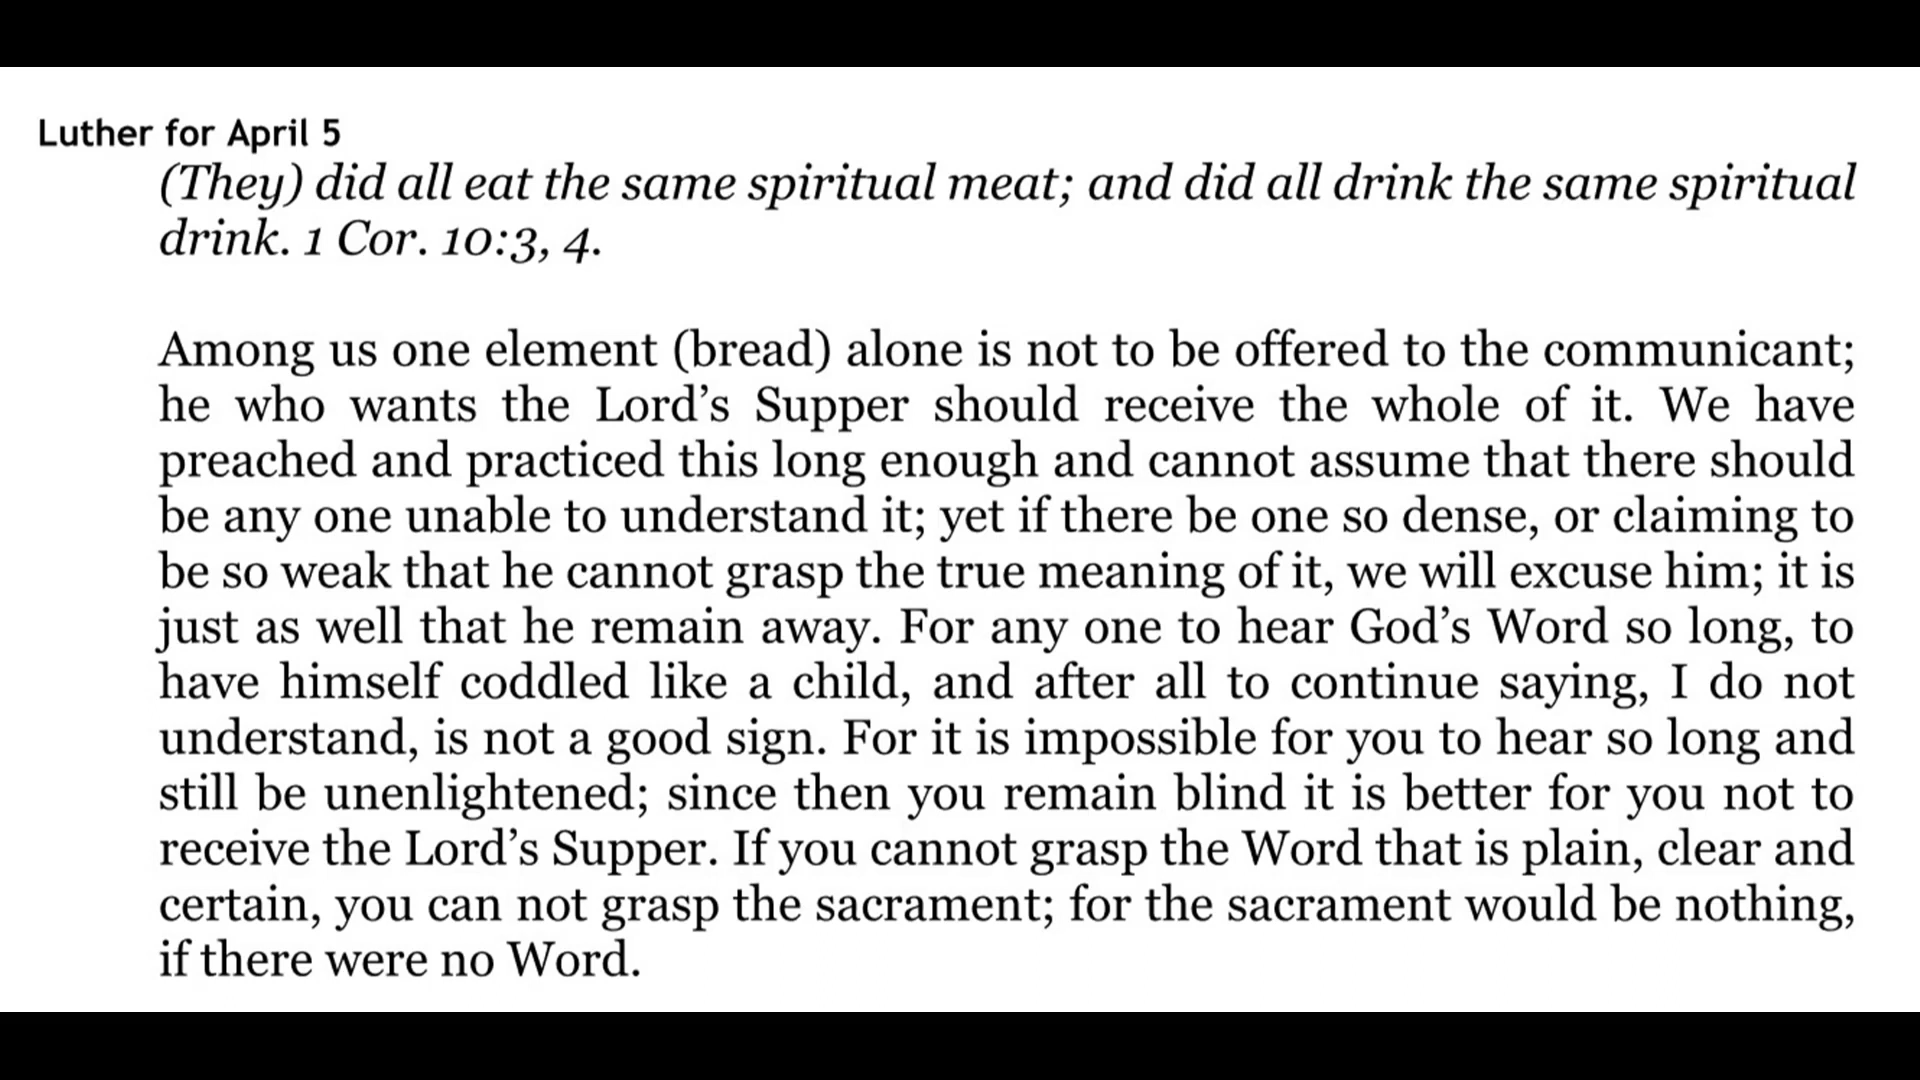 Luther for April 5
(They) did all eat the same spiritual meat; and did all drink the same spiritual
drink. 1 Cor. 10:3, 4.
Among us one element (bread) alone is not to be offered to the communicant;
he who wants the Lord’s Supper should receive the whole of it. We have
preached and practiced this long enough and cannot assume that there should
be any one unable to understand it; yet if there be one so dense, or claiming to
be so weak that he cannot grasp the true meaning of it, we will excuse him; it is
just as well that he remain away. For any one to hear God’s Word so long, to
have himself coddled like a child, and after all to continue saying, I do not
understand, is not a good sign. For it is impossible for you to hear so long and
still be unenlightened; since then you remain blind it is better for you not to
receive the Lord’s Supper. If you cannot grasp the Word that is plain, clear and
certain, you can not grasp the sacrament; for the sacrament would be nothing,
if there were no Word.